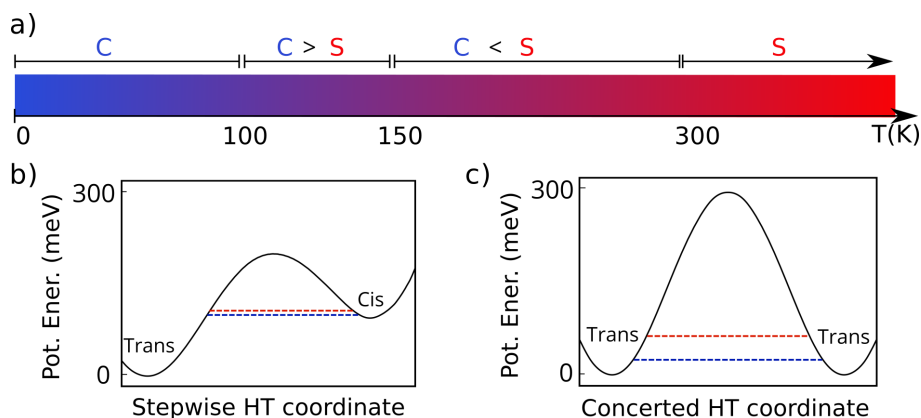 a)
C C > S C < S S
0 100 150 300 T(K)
b) c)
300 300
Pot. Ener. (meV) Pot. Ener. (meV)
Cis
Trans Trans Trans
0 0
Stepwise HT coordinate Concerted HT coordinate